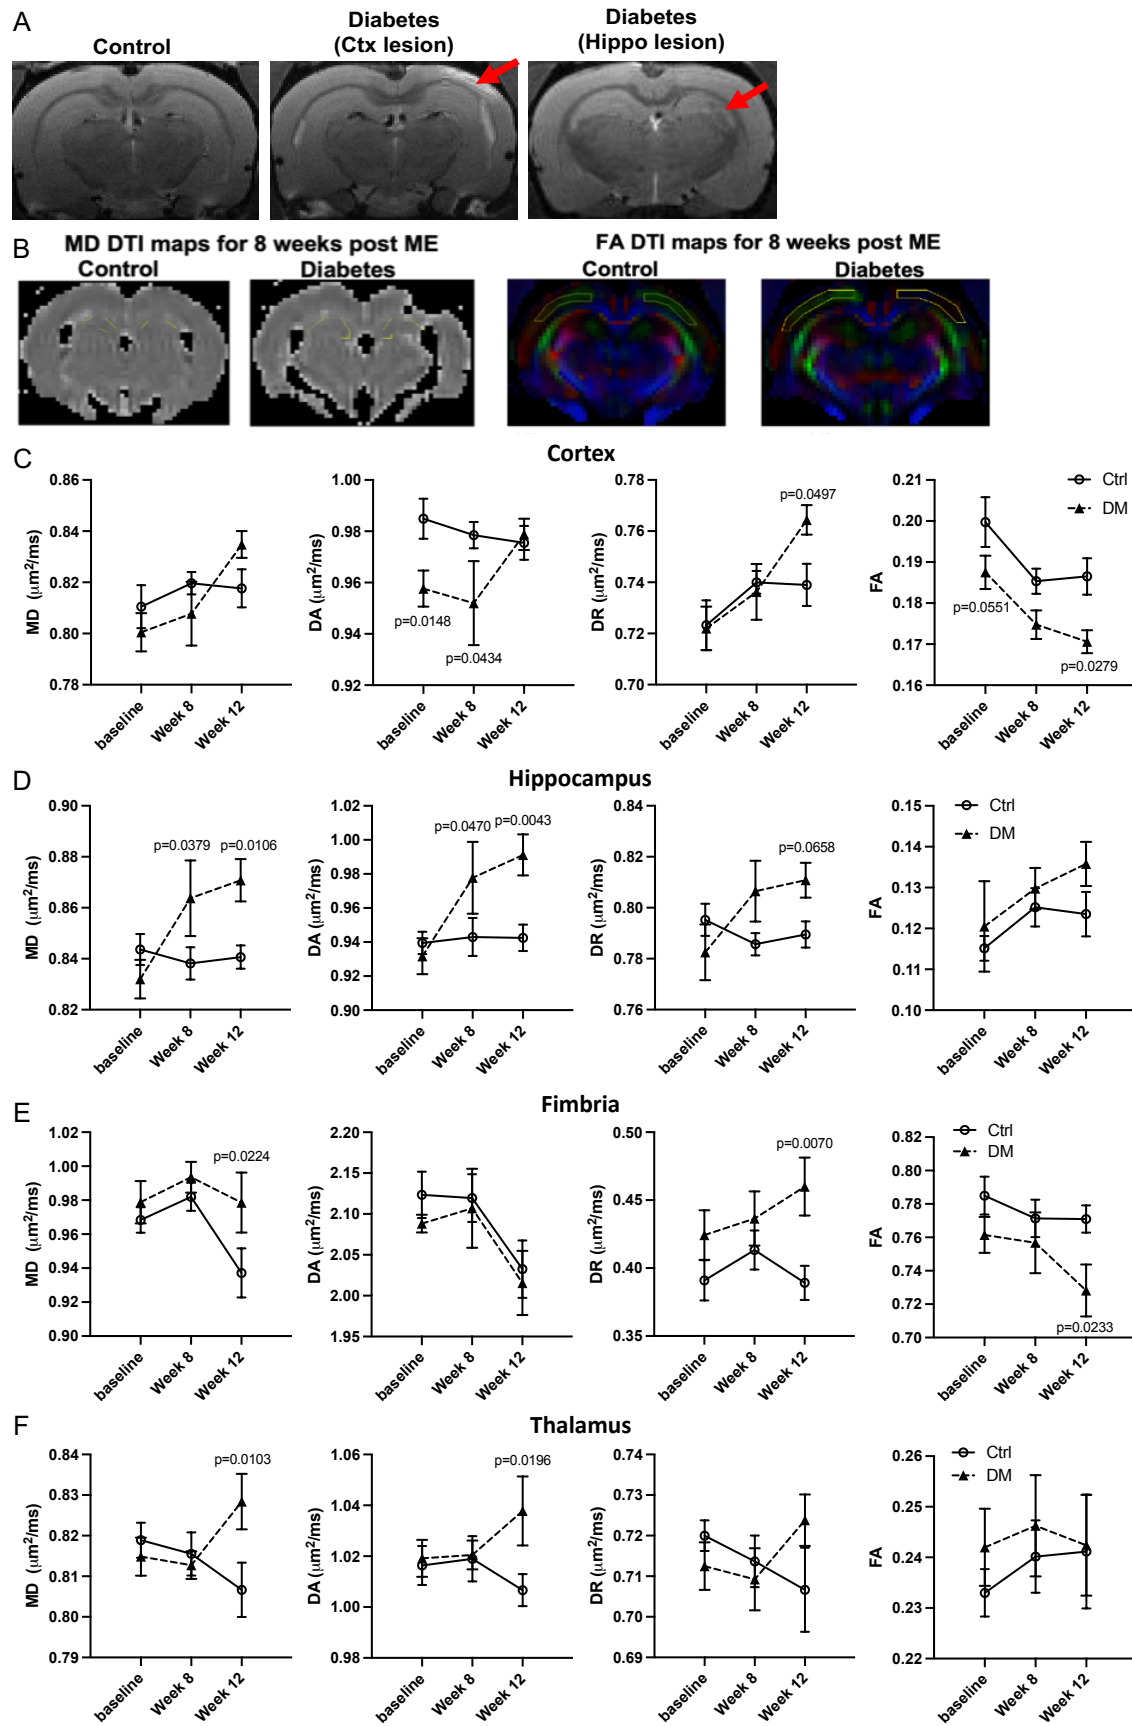 A
Control
Diabetes
(Ctx lesion)
Diabetes
(Hippo lesion)
B
MD DTI maps for 8 weeks post ME
Control
Diabetes
FA DTI maps for 8 weeks post ME
Control
Diabetes
C
Cortex
MD (μm²/ms)
0.86
0.84
0.82
0.80
0.78
baseline
Week 8
Week 12
DA (μm²/ms)
1.00
0.98
0.96
0.94
0.92
p=0.0148
p=0.0434
baseline
Week 8
Week 12
DR (μm²/ms)
0.78
0.76
0.74
0.72
0.70
p=0.0497
baseline
Week 8
Week 12
FA
0.21
0.20
0.19
0.18
0.17
0.16
p=0.0551
p=0.0279
Ctrl
DM
baseline
Week 8
Week 12
D
Hippocampus
MD (μm²/ms)
0.90
0.88
0.86
0.84
0.82
p=0.0379
p=0.0106
baseline
Week 8
Week 12
DA (μm²/ms)
1.02
1.00
0.98
0.96
0.94
0.92
0.90
p=0.0470
p=0.0043
baseline
Week 8
Week 12
DR (μm²/ms)
0.84
0.82
0.80
0.78
0.76
p=0.0658
baseline
Week 8
Week 12
FA
0.15
0.14
0.13
0.12
0.11
0.10
Ctrl
DM
baseline
Week 8
Week 12
E
Fimbria
MD (μm²/ms)
1.02
1.00
0.98
0.96
0.94
0.92
0.90
p=0.0224
baseline
Week 8
Week 12
DA (μm²/ms)
2.20
2.15
2.10
2.05
2.00
1.95
baseline
Week 8
Week 12
DR (μm²/ms)
0.50
0.45
0.40
0.35
p=0.0070
baseline
Week 8
Week 12
FA
0.82
0.80
0.78
0.76
0.74
0.72
0.70
Ctrl
DM
p=0.0233
baseline
Week 8
Week 12
F
Thalamus
MD (μm²/ms)
0.84
0.83
0.82
0.81
0.80
0.79
p=0.0103
baseline
Week 8
Week 12
DA (μm²/ms)
1.06
1.04
1.02
1.00
0.98
p=0.0196
baseline
Week 8
Week 12
DR (μm²/ms)
0.73
0.72
0.71
0.70
0.69
baseline
Week 8
Week 12
FA
0.26
0.25
0.24
0.23
0.22
Ctrl
DM
baseline
Week 8
Week 12